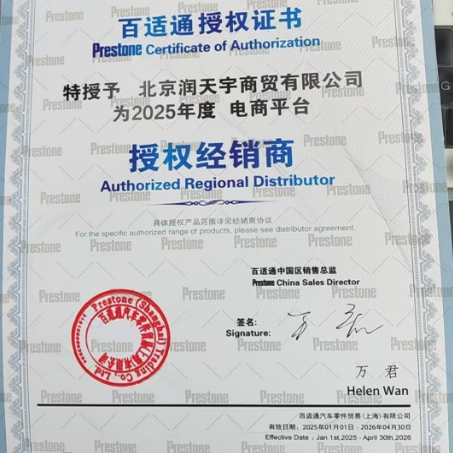 百适通授权证书
Prestone Certificate of Authorization
特授予 北京润天宇商贸有限公司
为2025年度 电商平台
授权经销商
Authorized Regional Distributor
具体授权产品范围详见经销商协议
For the specific authorized range of products, please see distributor agreement.
百适通中国区销售总监
Prestone China Sales Director
签名:
Signature:
万 君
Helen Wan
Prestone (Shanghai) Trading Co., Ltd.
百适通汽车零件贸易(上海)有限公司
有效日期: 2025年01月01日 - 2026年04月30日
Effective Date : Jan 1st,2025 - April 30th,2026